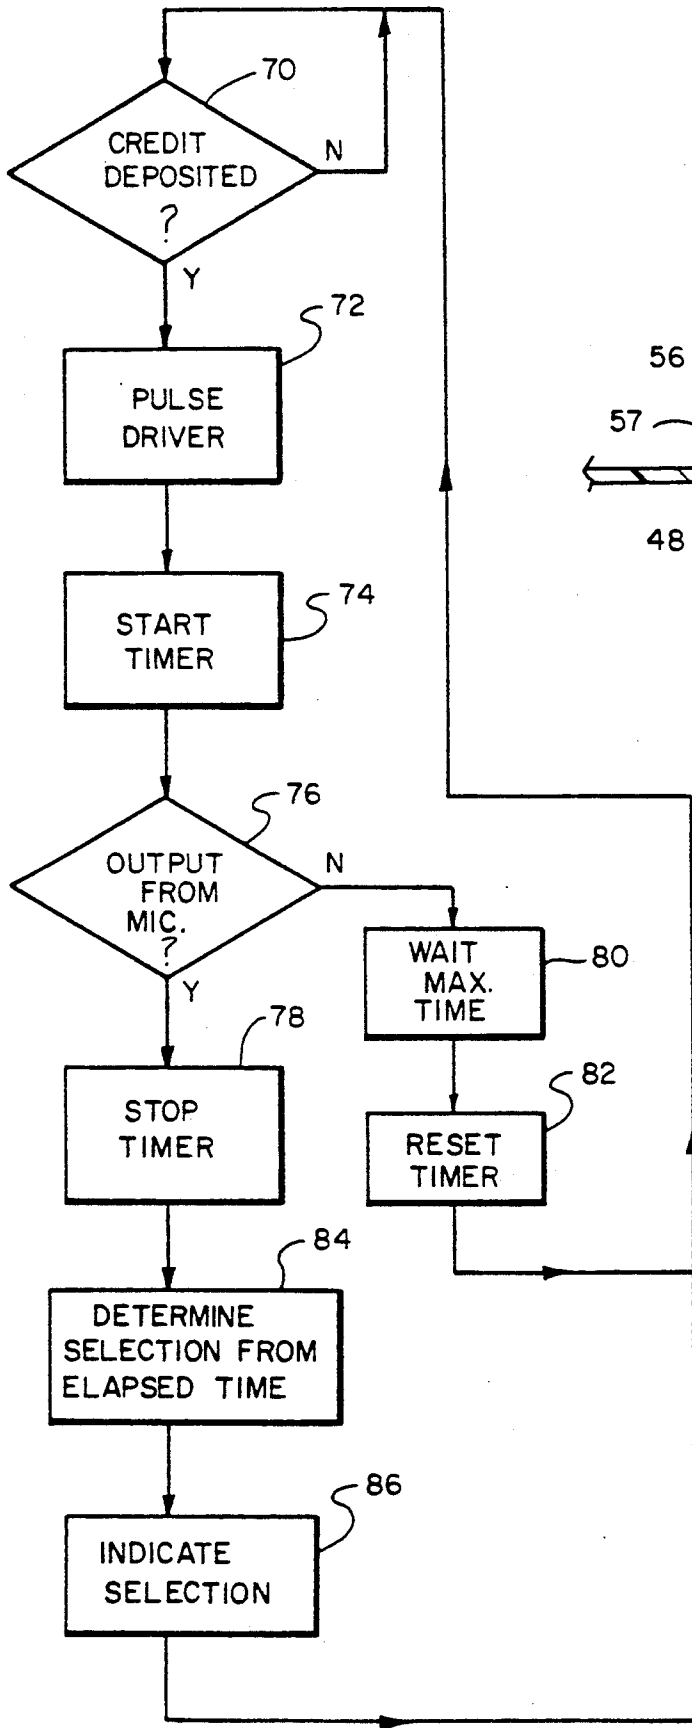 70
CREDIT
DEPOSITED
?
N
Y
72
PULSE
DRIVER
56
57
48
74
START
TIMER
76
OUTPUT
FROM
MIC.
?
N
Y
80
WAIT
MAX.
TIME
78
STOP
TIMER
82
RESET
TIMER
84
DETERMINE
SELECTION FROM
ELAPSED TIME
86
INDICATE
SELECTION